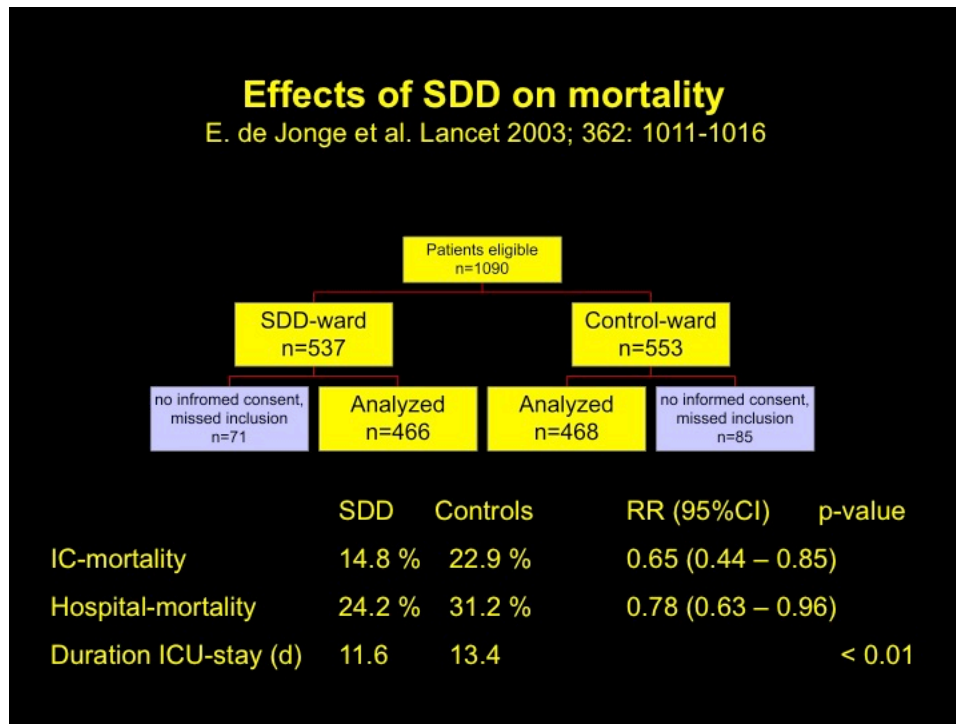 Effects of SDD on mortality
E. de Jonge et al. Lancet 2003; 362: 1011-1016
Patients eligible
n=1090
SDD-ward
n=537
Control-ward
n=553
no infromed consent,
missed inclusion
n=71
Analyzed
n=466
Analyzed
n=468
no informed consent,
missed inclusion
n=85
SDD Controls RR (95%CI) p-value
IC-mortality 14.8 % 22.9 % 0.65 (0.44 – 0.85)
Hospital-mortality 24.2 % 31.2 % 0.78 (0.63 – 0.96)
Duration ICU-stay (d) 11.6 13.4 < 0.01